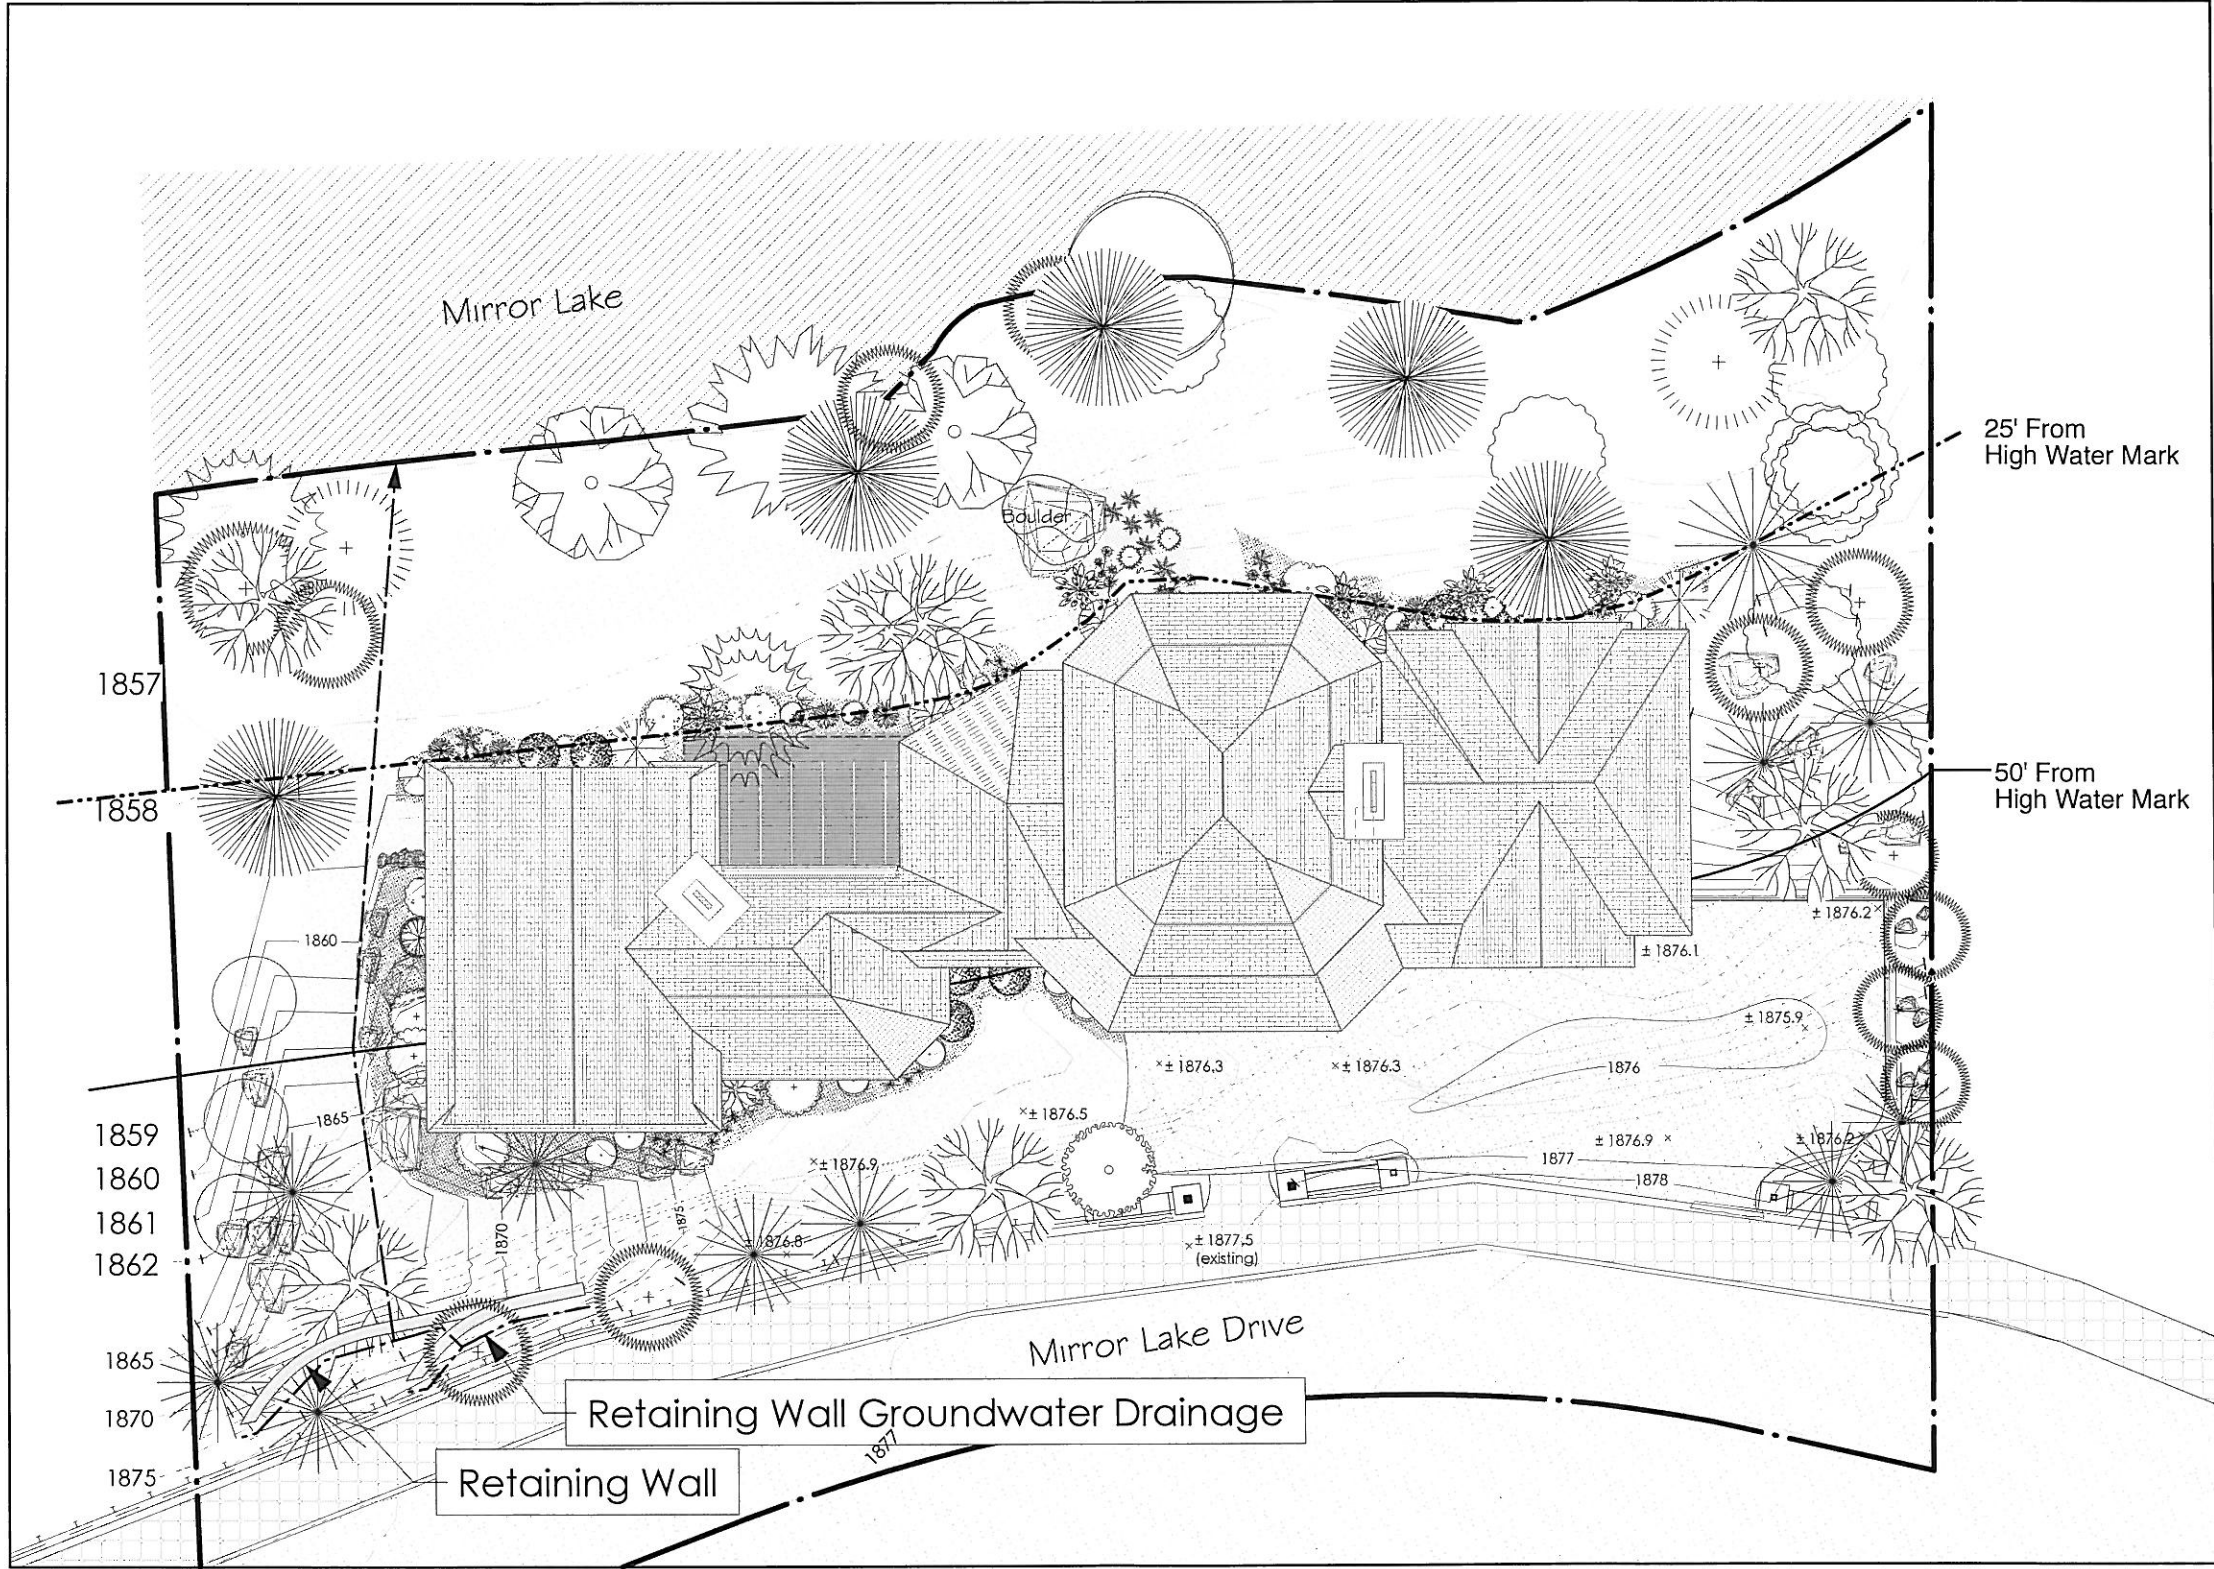 Mirror Lake
25' From
High Water Mark
Boulder
1857
50' From
High Water Mark
1858
± 1876.2
1860
± 1876.1
± 1875.9
± 1876.3
± 1876.3
1876
1865
± 1876.5
1859
± 1876.9
± 1876.2
± 1876.9
1877
1860
1878
1875
1861
1870
± 1876.8
± 1877.5
(existing)
1862
Mirror Lake Drive
1865
Retaining Wall Groundwater Drainage
1870
1877
1875
Retaining Wall